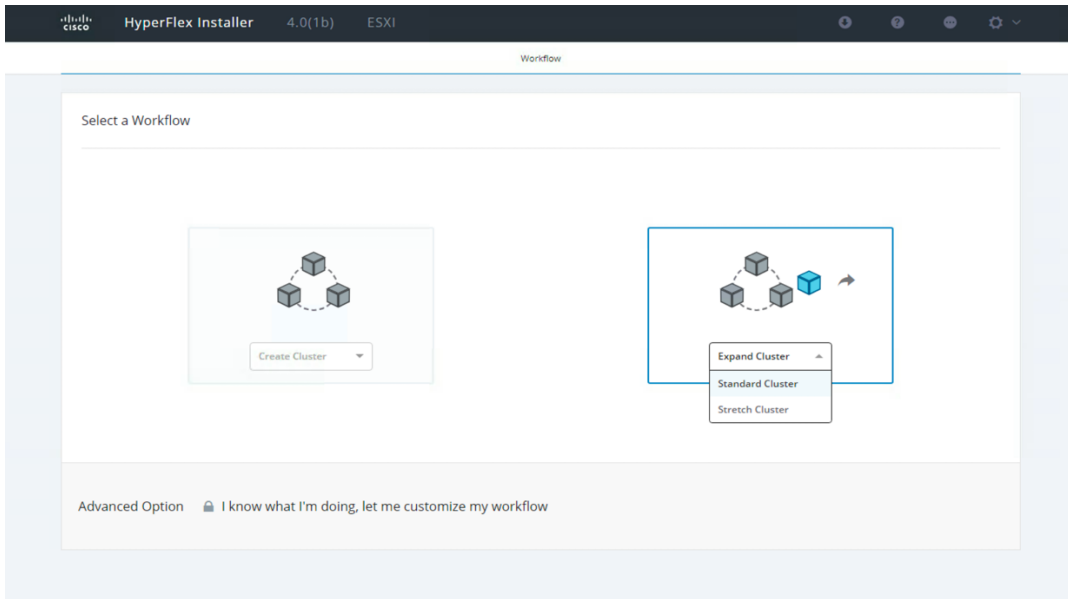 cisco HyperFlex Installer 4.0(1b) ESXI
Workflow
Select a Workflow
Create Cluster
Expand Cluster
Standard Cluster
Stretch Cluster
Advanced Option I know what I'm doing, let me customize my workflow